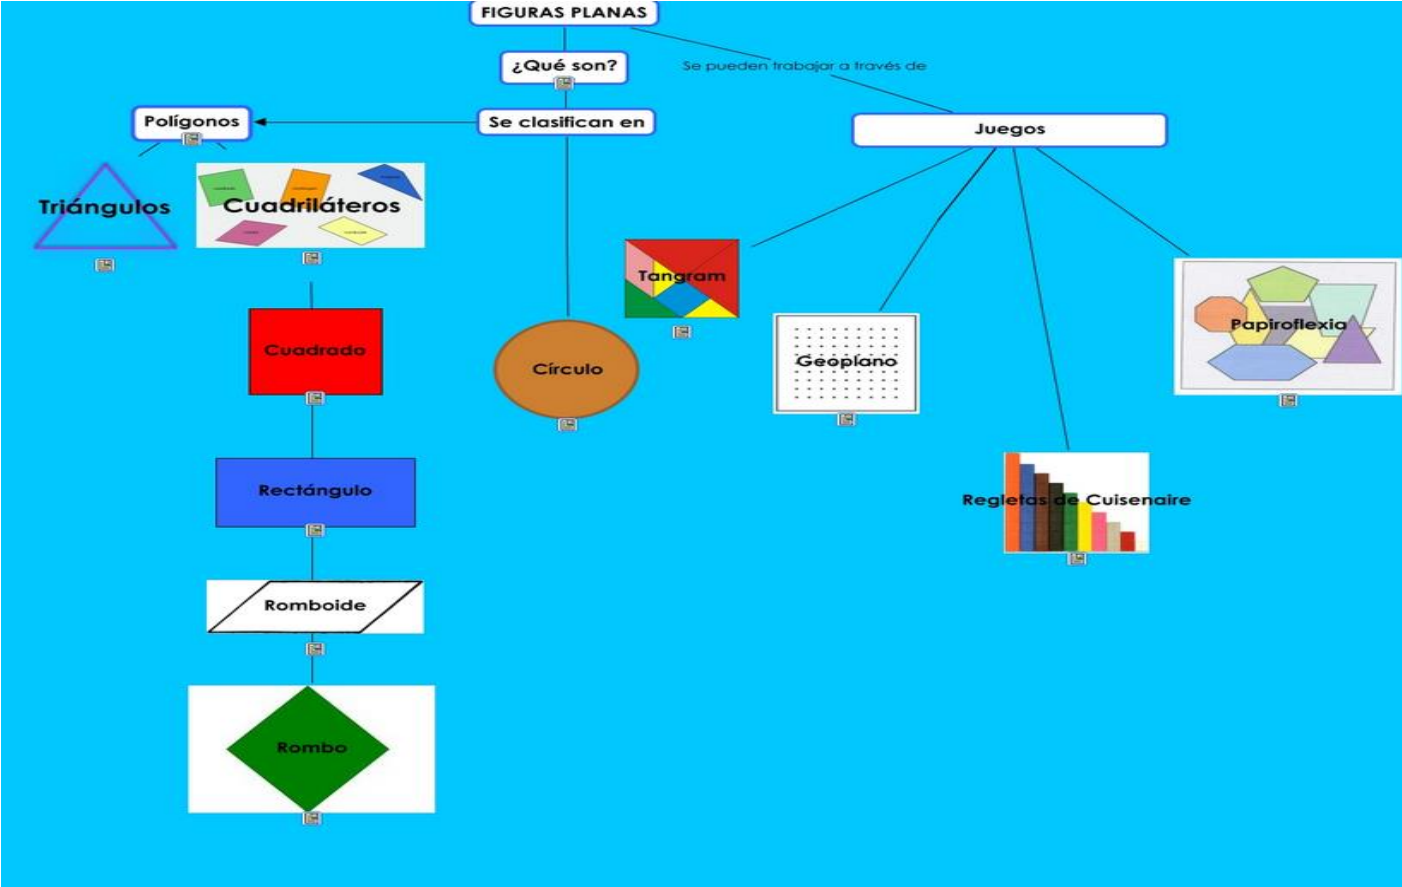 FIGURAS PLANAS
¿Qué son?
Se pueden trabajar a través de
Polígonos
Se clasifican en
Juegos
Triángulos
Cuadriláteros
Tangram
Papiroflexia
Cuadrado
Círculo
Geoplano
Rectángulo
Regletas de Cuisenaire
Romboide
Rombo